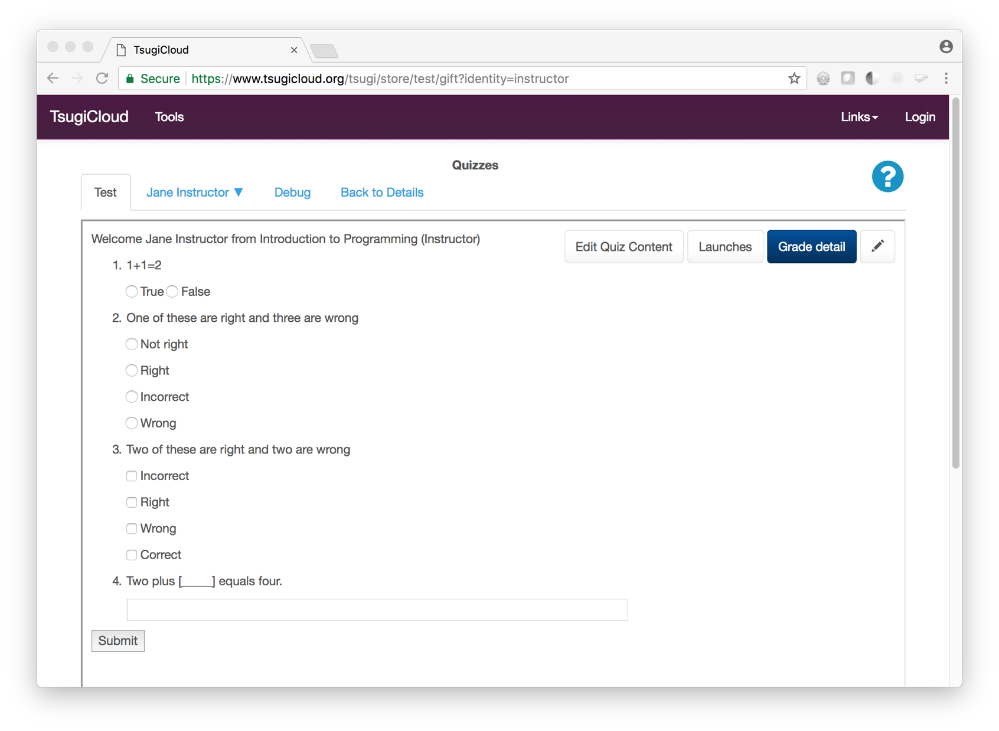 TsugiCloud
Secure https://www.tsugicloud.org/tsugi/store/test/gift?identity=instructor
TsugiCloud Tools Links Login
Quizzes
?
Test Jane Instructor ▼ Debug Back to Details
Welcome Jane Instructor from Introduction to Programming (Instructor)
Edit Quiz Content Launches Grade detail
1. 1+1=2
True False
2. One of these are right and three are wrong
Not right
Right
Incorrect
Wrong
3. Two of these are right and two are wrong
Incorrect
Right
Wrong
Correct
4. Two plus [_____] equals four.
Submit